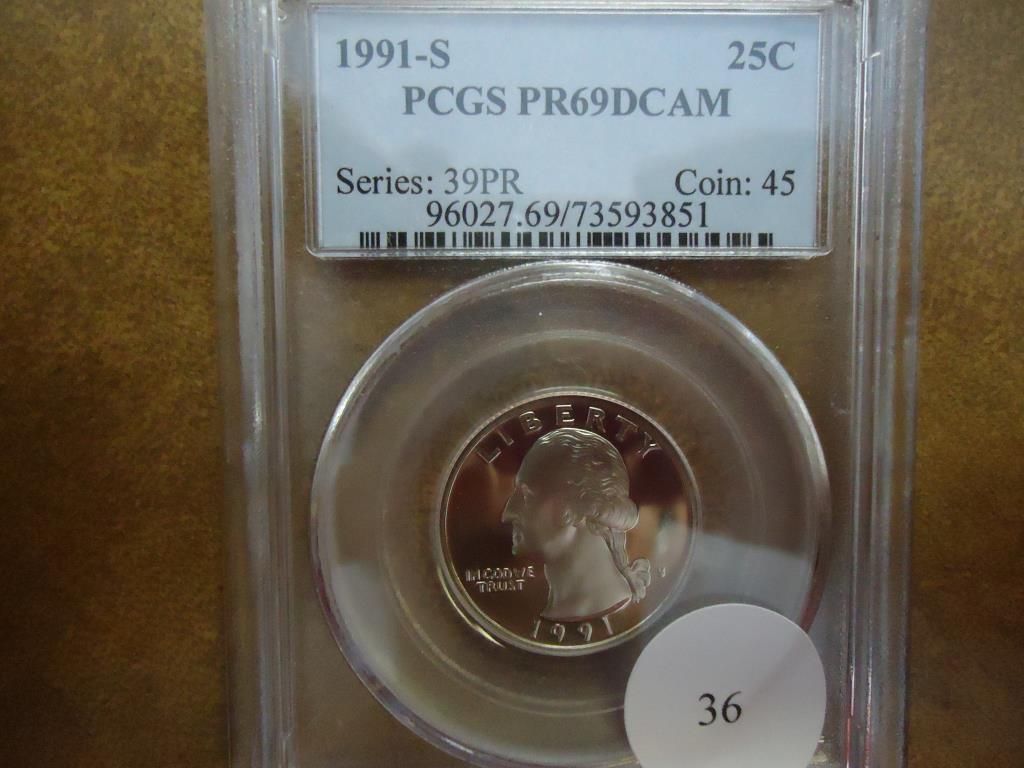 1991-S 25C
PCGS PR69DCAM
Series: 39PR Coin: 45
96027.69/73593851
LIBERTY
IN GOD WE
TRUST
1991
36